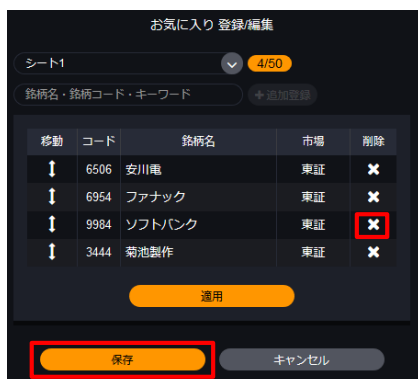 お気に入り 登録/編集
シート1 4/50
銘柄名・銘柄コード・キーワード +追加登録
移動 コード 銘柄名 市場 削除
6506 安川電 東証
6954 ファナック 東証
9984 ソフトバンク 東証
3444 菊池製作 東証
適用
保存 キャンセル